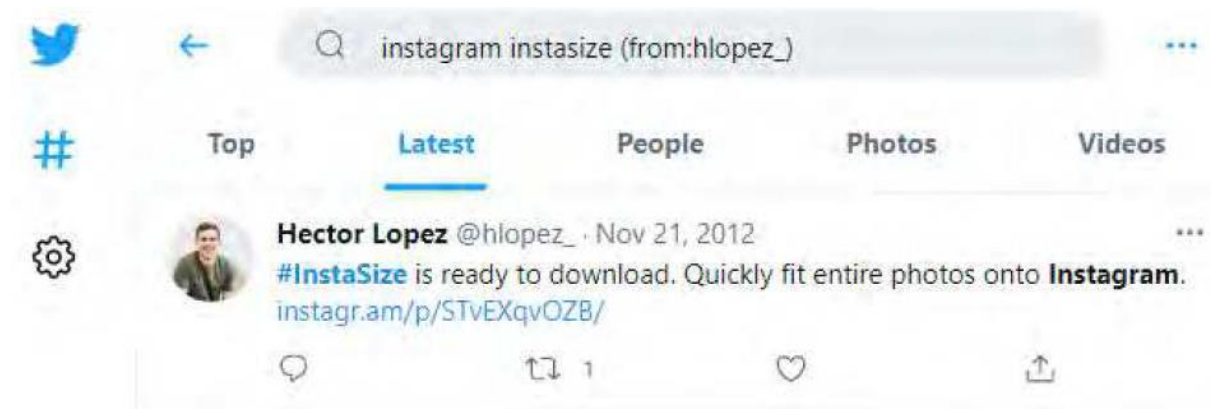 instagram instasize (from:hlopez_)
Top Latest People Photos Videos
Hector Lopez @hlopez_ · Nov 21, 2012
#InstaSize is ready to download. Quickly fit entire photos onto Instagram.
instagr.am/p/STvEXqvOZB/
1